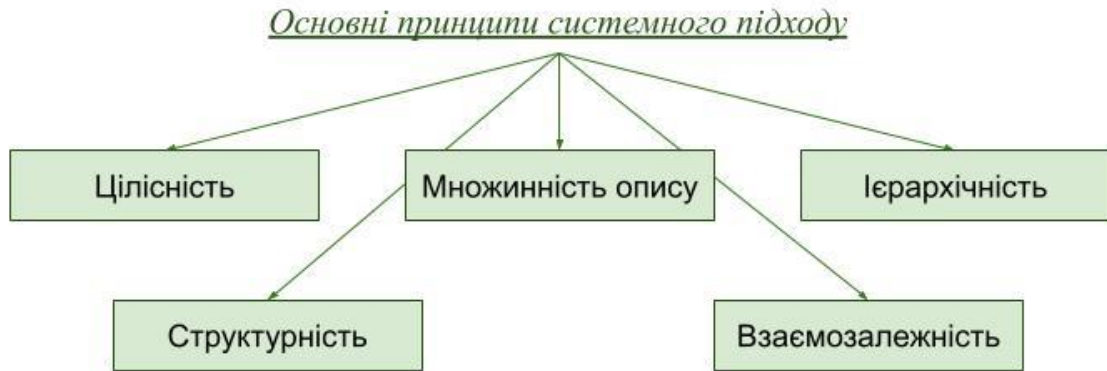 Основні принципи системного підходу
Цілісність
Множинність опису
Ієрархічність
Структурність
Взаємозалежність